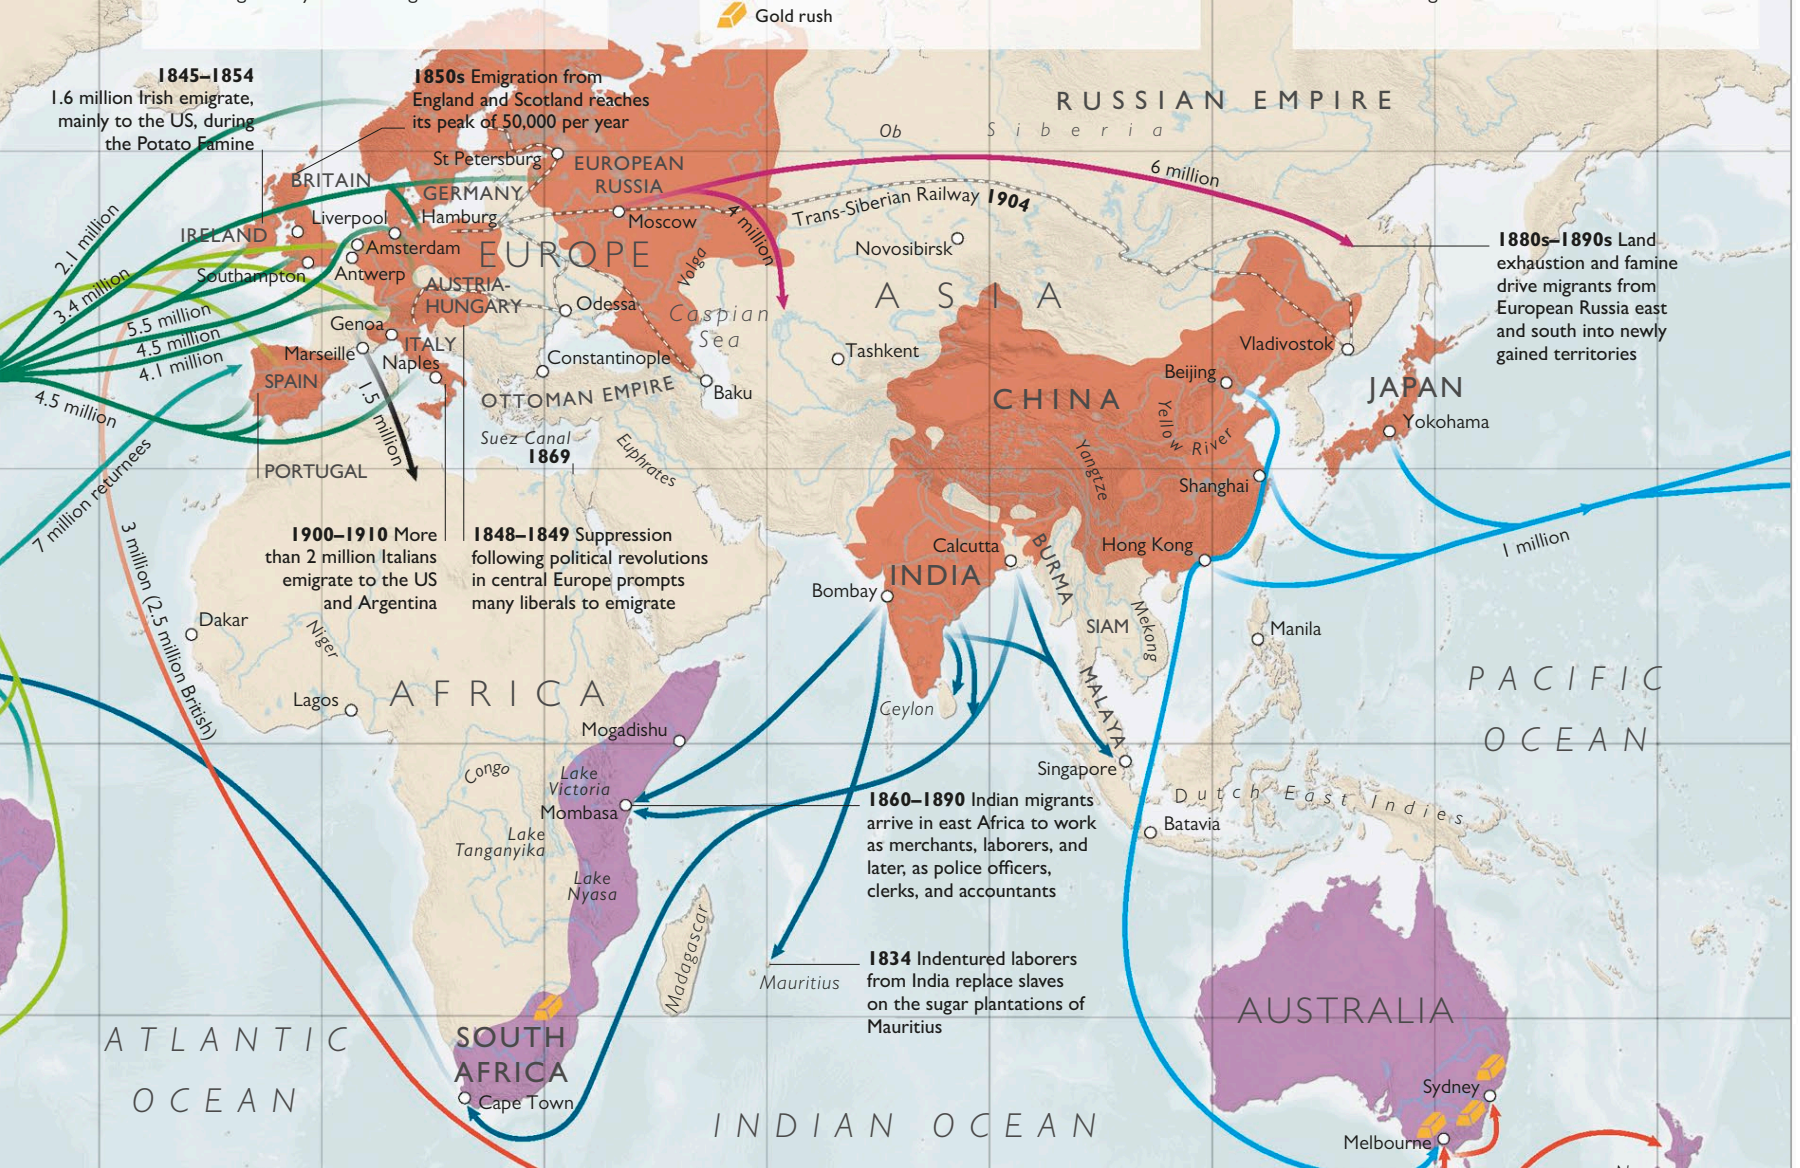 Gold rush
1845–1854
1.6 million Irish emigrate,
mainly to the US, during
the Potato Famine
1850s Emigration from
England and Scotland reaches
its peak of 50,000 per year
RUSSIAN EMPIRE
Ob
Siberia
St Petersburg
EUROPEAN
RUSSIA
6 million
BRITAIN
GERMANY
Trans-Siberian Railway 1904
Liverpool
Hamburg
Moscow
4 million
2.1 million
IRELAND
Amsterdam
EUROPE
Novosibirsk
1880s–1890s Land
exhaustion and famine
drive migrants from
European Russia east
and south into newly
gained territories
Southampton
Antwerp
Volga
3.4 million
AUSTRIA-
HUNGARY
Odessa
ASIA
5.5 million
Genoa
Caspian
Sea
4.5 million
ITALY
Marseille
Naples
Constantinople
Tashkent
Vladivostok
4.1 million
SPAIN
Beijing
JAPAN
4.5 million
1.5 million
OTTOMAN EMPIRE
Baku
CHINA
Yellow River
Yokohama
Suez Canal
1869
Euphrates
Yangtze
PORTUGAL
Shanghai
7 million returnees
3 million (2.5 million British)
1900–1910 More
than 2 million Italians
emigrate to the US
and Argentina
1848–1849 Suppression
following political revolutions
in central Europe prompts
many liberals to emigrate
Calcutta
BURMA
Hong Kong
1 million
INDIA
Bombay
Dakar
Niger
SIAM
Mekong
Manila
AFRICA
PACIFIC
OCEAN
Lagos
Ceylon
MALAYA
Mogadishu
Congo
Lake
Victoria
Singapore
Mombasa
Dutch East Indies
1860–1890 Indian migrants
arrive in east Africa to work
as merchants, laborers, and
later, as police officers,
clerks, and accountants
Batavia
Lake
Tanganyika
Lake
Nyasa
Madagascar
Mauritius
1834 Indentured laborers
from India replace slaves
on the sugar plantations of
Mauritius
AUSTRALIA
ATLANTIC
OCEAN
SOUTH
AFRICA
Cape Town
INDIAN OCEAN
Sydney
Melbourne